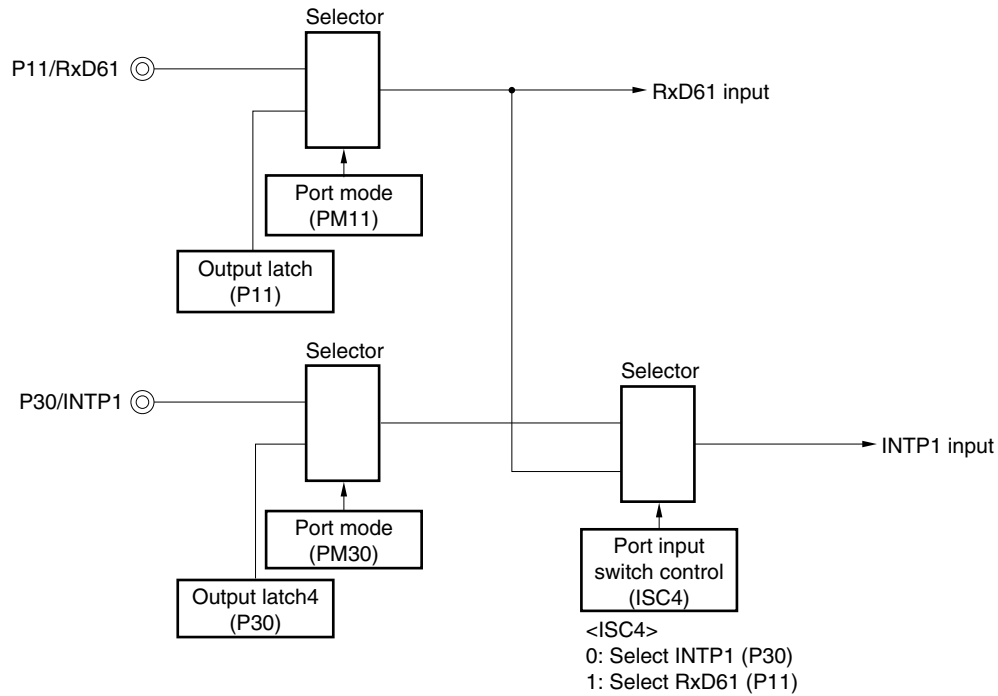 Selector
P11/RxD61
RxD61 input
Port mode
(PM11)
Output latch
(P11)
Selector
Selector
P30/INTP1
INTP1 input
Port mode
(PM30)
Port input
switch control
(ISC4)
Output latch4
(P30)
<ISC4>
0: Select INTP1 (P30)
1: Select RxD61 (P11)